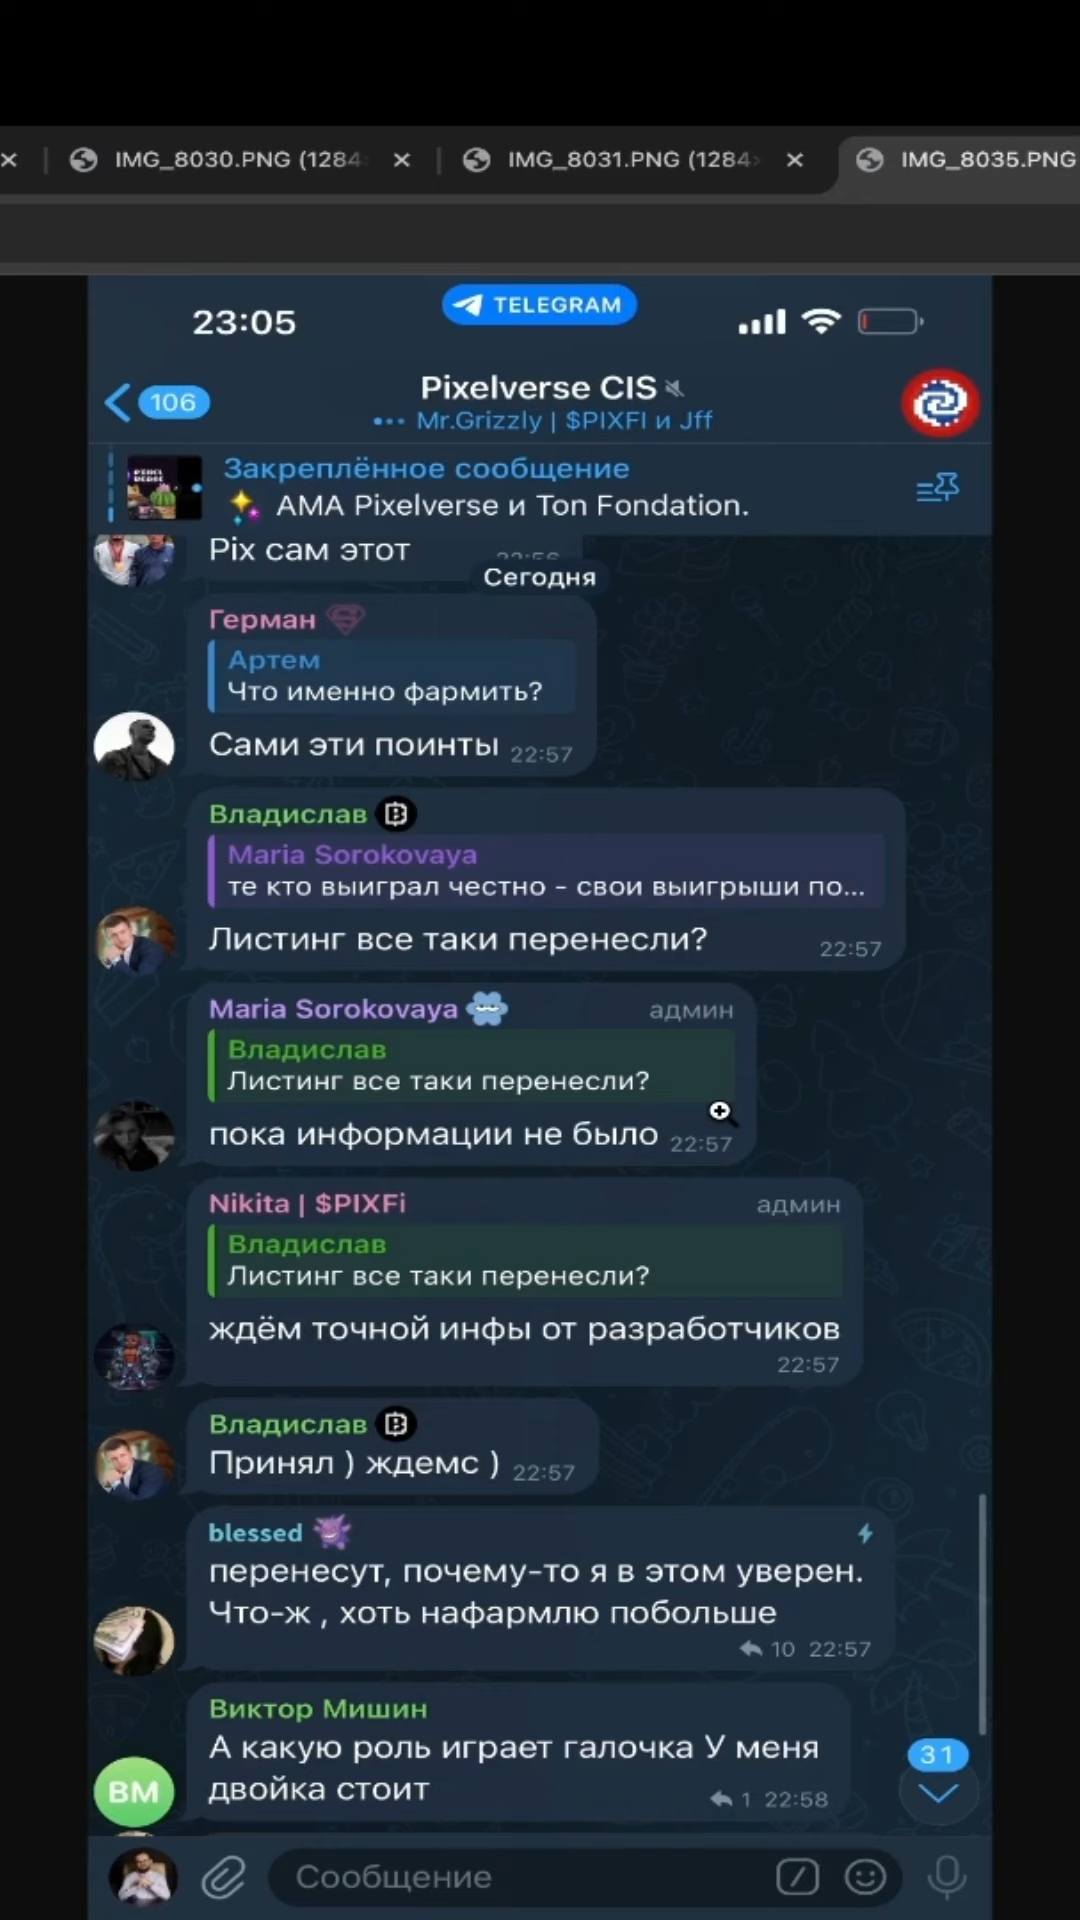 IMG_8030.PNG (1284
IMG_8031.PNG (1284
IMG_8035.PNG
23:05
TELEGRAM
106
Pixelverse CIS
Mr.Grizzly | $PIXFI и Jff
PIXEL
VERSE
Закреплённое сообщение
✨ AMA Pixelverse и Ton Fondation.
Pix сам этот 22:56
Сегодня
Герман
Артем
Что именно фармить?
Сами эти поинты 22:57
Владислав
Maria Sorokovaya
те кто выиграл честно - свои выигрыши по...
Листинг все таки перенесли? 22:57
Maria Sorokovaya админ
Владислав
Листинг все таки перенесли?
пока информации не было 22:57
Nikita | $PIXFi админ
Владислав
Листинг все таки перенесли?
ждём точной инфы от разработчиков
22:57
Владислав
Принял ) ждемс ) 22:57
blessed
перенесут, почему-то я в этом уверен.
Что-ж , хоть нафармлю побольше
10 22:57
Виктор Мишин
А какую роль играет галочка У меня
двойка стоит
1 22:58
ВМ
31
Сообщение